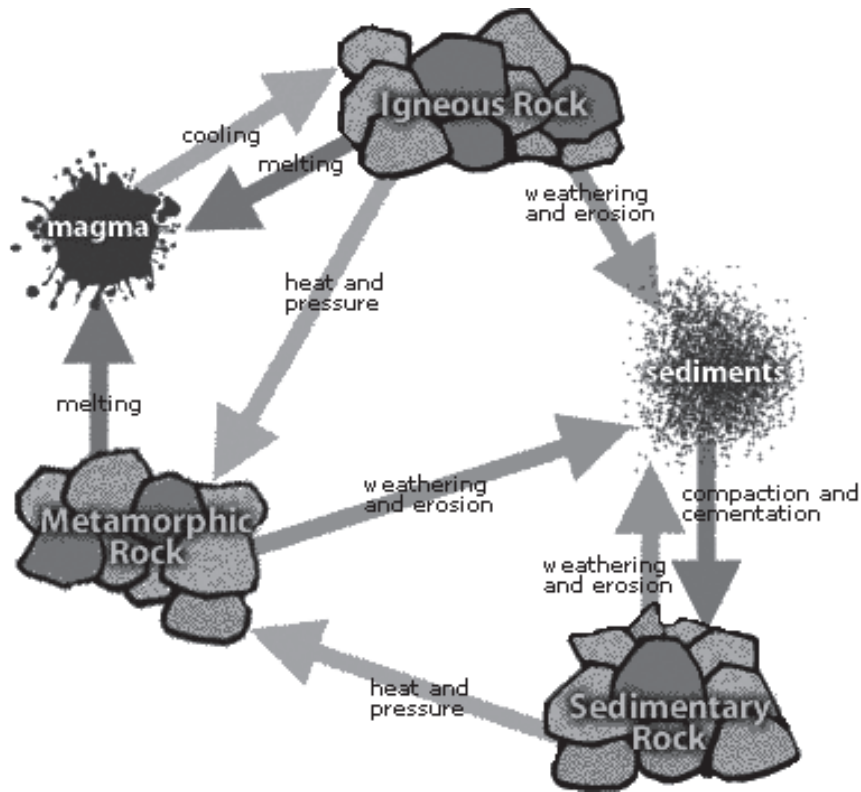 Igneous Rock
cooling
melting
weathering
and erosion
magma
heat and
pressure
sediments
melting
weathering
and erosion
compaction and
cementation
Metamorphic
Rock
weathering
and erosion
heat and
pressure
Sedimentary
Rock